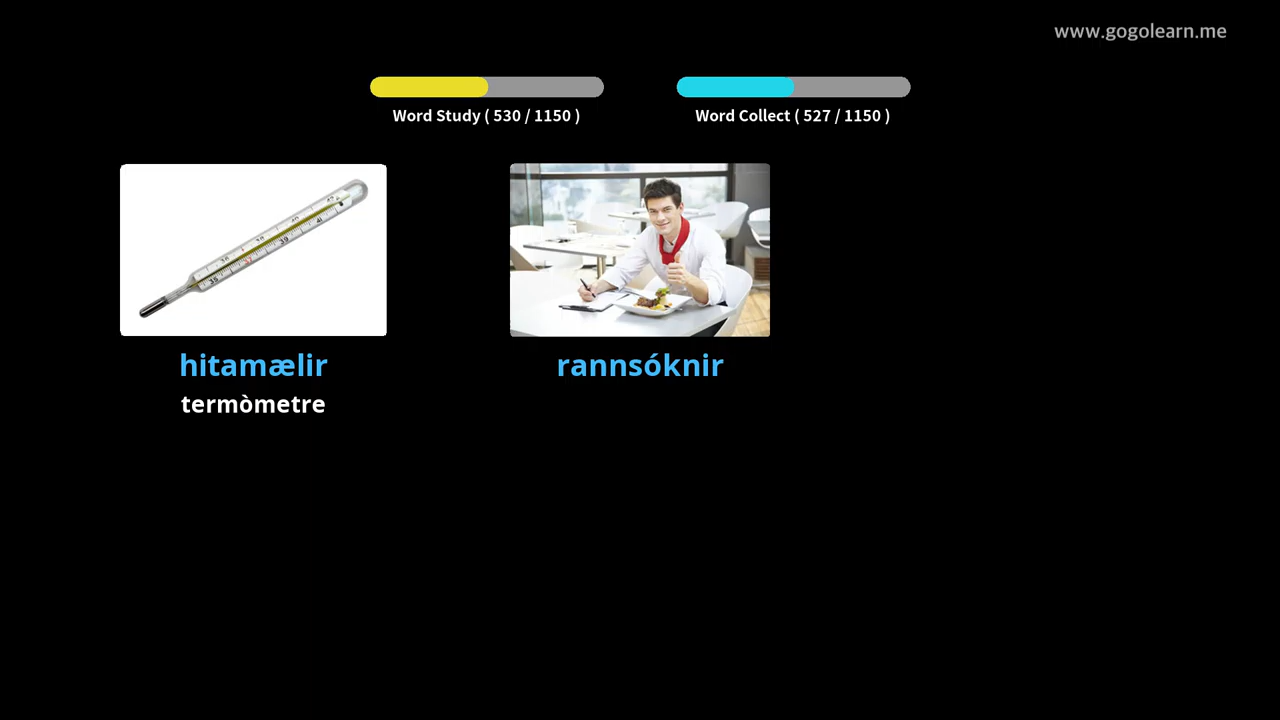 www.gogolearn.me
Word Study ( 530 / 1150 )
Word Collect ( 527 / 1150 )
hitamælir
rannsóknir
termòmetre